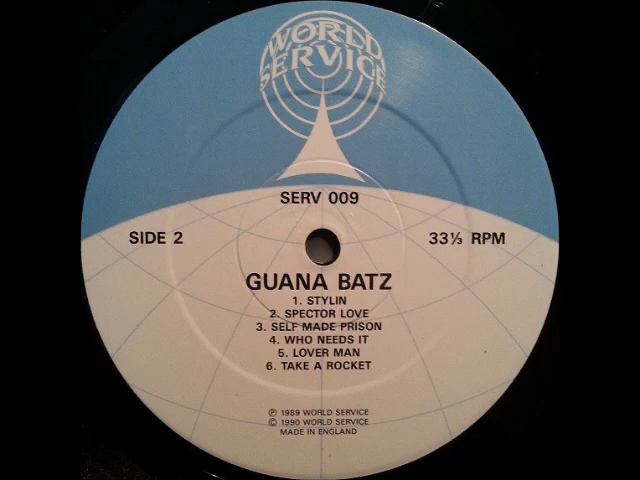 WORLD
SERVICE
SERV 009
SIDE 2
33⅓ RPM
GUANA BATZ
1. STYLIN
2. SPECTOR LOVE
3. SELF MADE PRISON
4. WHO NEEDS IT
5. LOVER MAN
6. TAKE A ROCKET
℗ 1989 WORLD SERVICE
© 1990 WORLD SERVICE
MADE IN ENGLAND